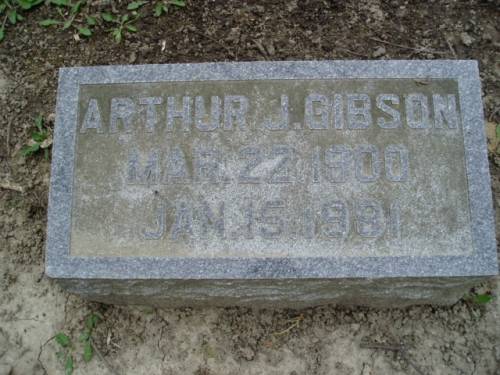 ARTHUR J. GIBSON
MAR. 22 1900
JAN. 15 1981